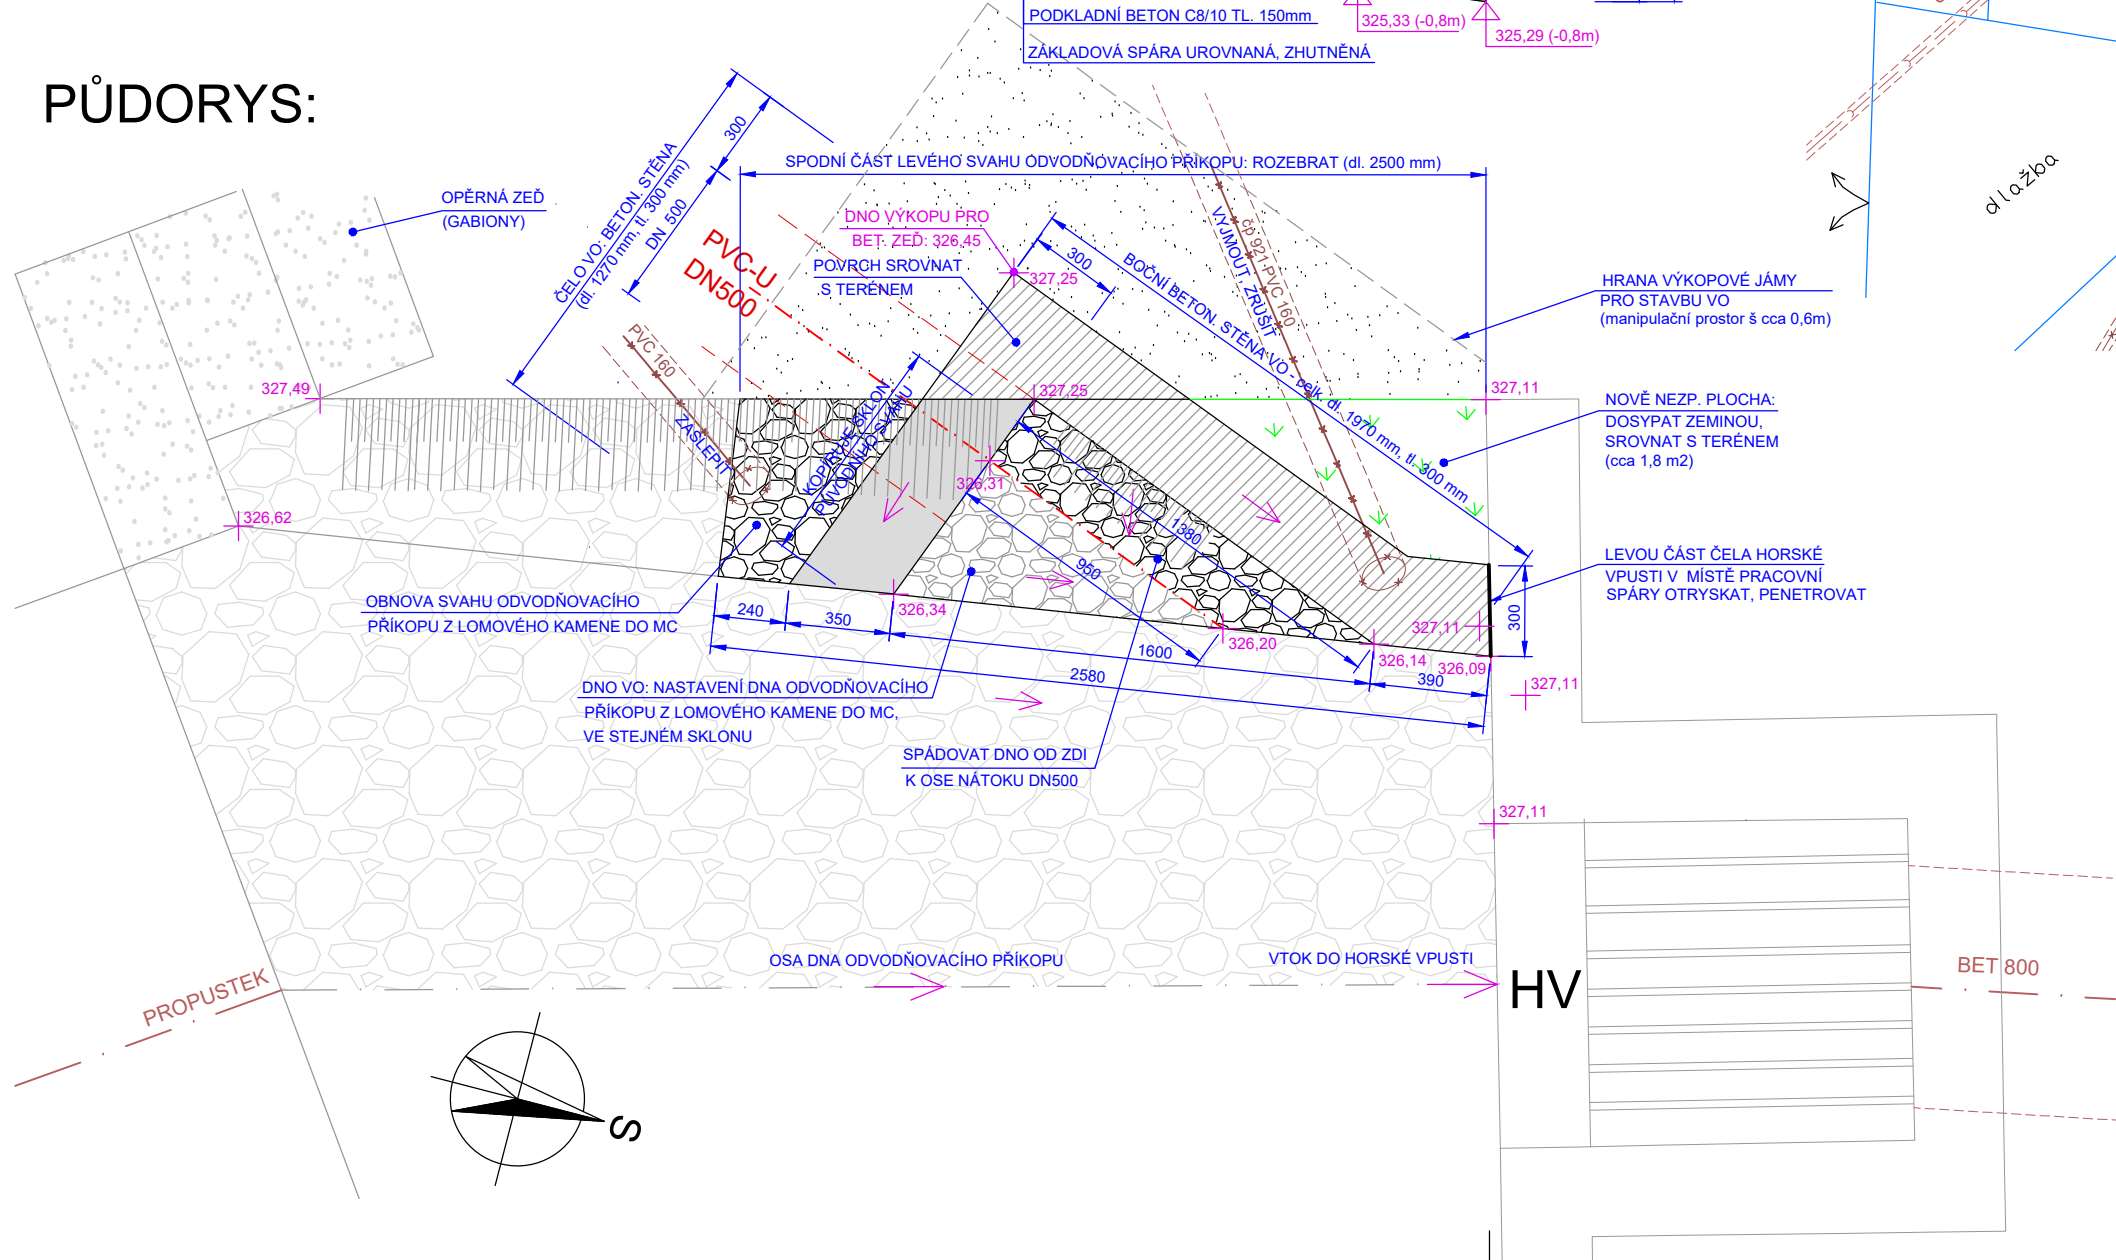 PODKLADNÍ BETON C8/10 TL. 150mm
325,33 (-0,8m)
325,29 (-0,8m)
ZÁKLADOVÁ SPÁRA UROVNANÁ, ZHUTNĚNÁ
PŮDORYS:
300
SPODNÍ ČÁST LEVÉHO SVAHU ODVODŇOVACÍHO PŘÍKOPU: ROZEBRAT (dl. 2500 mm)
dlažba
OPĚRNÁ ZEĎ
(GABIONY)
ČELO VO: BETON. STĚNA
(dl. 1270 mm, tl. 300 mm)
DN 500
PVC-U
DN500
DNO VÝKOPU PRO
BET. ZEĎ: 326,45
POVRCH SROVNAT
S TERÉNEM
327,25
300
BOČNÍ BETON. STĚNA VO - celk. dl. 1970 mm, tl. 300 mm
VYJMOUT, ZRUŠIT
čp 921 PVC 160
HRANA VÝKOPOVÉ JÁMY
PRO STAVBU VO
(manipulační prostor š cca 0,6m)
PVC 160
ZASLEPIT
327,49
327,25
327,11
KOPÍRUJE SKLON
PŮVODNÍHO SVAHU
NOVĚ NEZP. PLOCHA:
DOSYPAT ZEMINOU,
SROVNAT S TERÉNEM
(cca 1,8 m2)
326,31
326,62
1380
950
LEVOU ČÁST ČELA HORSKÉ
VPUSTI V MÍSTĚ PRACOVNÍ
SPÁRY OTRYSKAT, PENETROVAT
OBNOVA SVAHU ODVODŇOVACÍHO
PŘÍKOPU Z LOMOVÉHO KAMENE DO MC
240
350
326,34
326,20
327,11
300
1600
326,14
326,09
2580
390
327,11
DNO VO: NASTAVENÍ DNA ODVODŇOVACÍHO
PŘÍKOPU Z LOMOVÉHO KAMENE DO MC,
VE STEJNÉM SKLONU
SPÁDOVAT DNO OD ZDI
K OSE NÁTOKU DN500
327,11
OSA DNA ODVODŇOVACÍHO PŘÍKOPU
VTOK DO HORSKÉ VPUSTI
HV
BET 800
PROPUSTEK
S